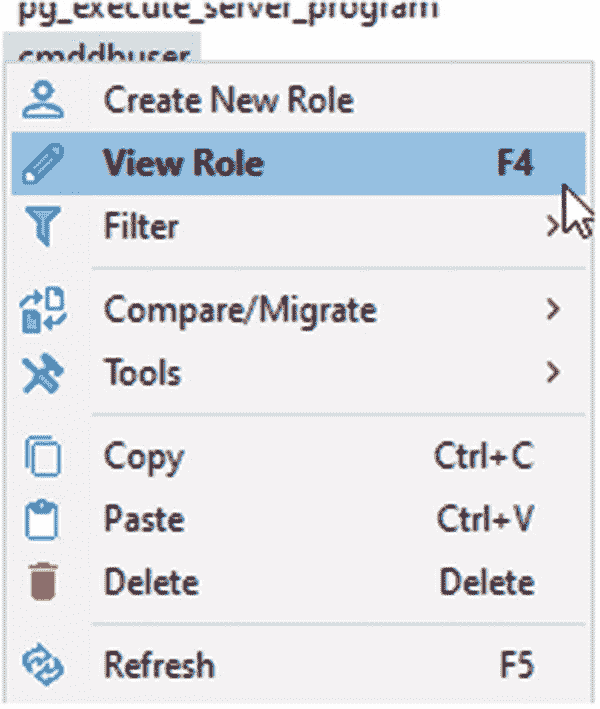 pg_execute_server_program
cmddbuser
Create New Role
View Role F4
Filter
Compare/Migrate
Tools
Copy Ctrl+C
Paste Ctrl+V
Delete Delete
Refresh F5